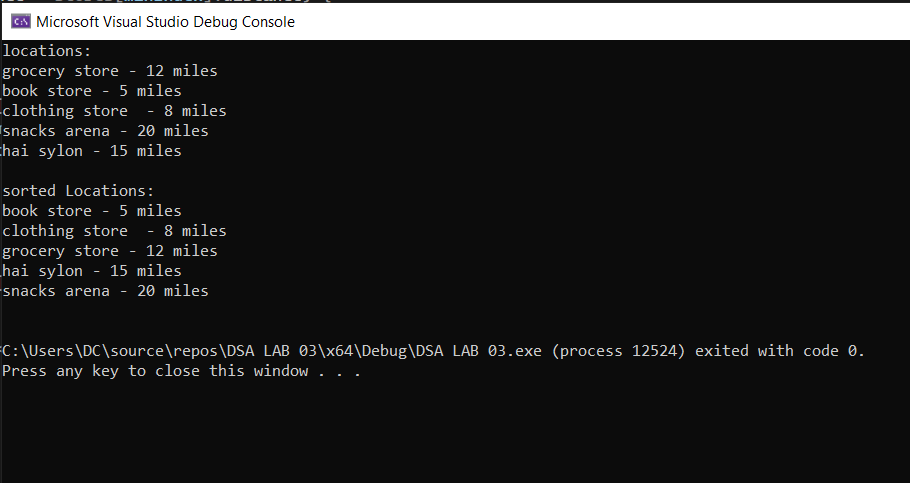 Microsoft Visual Studio Debug Console
locations:
grocery store - 12 miles
book store - 5 miles
clothing store  - 8 miles
snacks arena - 20 miles
hai sylon - 15 miles

sorted Locations:
book store - 5 miles
clothing store  - 8 miles
grocery store - 12 miles
hai sylon - 15 miles
snacks arena - 20 miles

C:\Users\DC\source\repos\DSA LAB 03\x64\Debug\DSA LAB 03.exe (process 12524) exited with code 0.
Press any key to close this window . . .